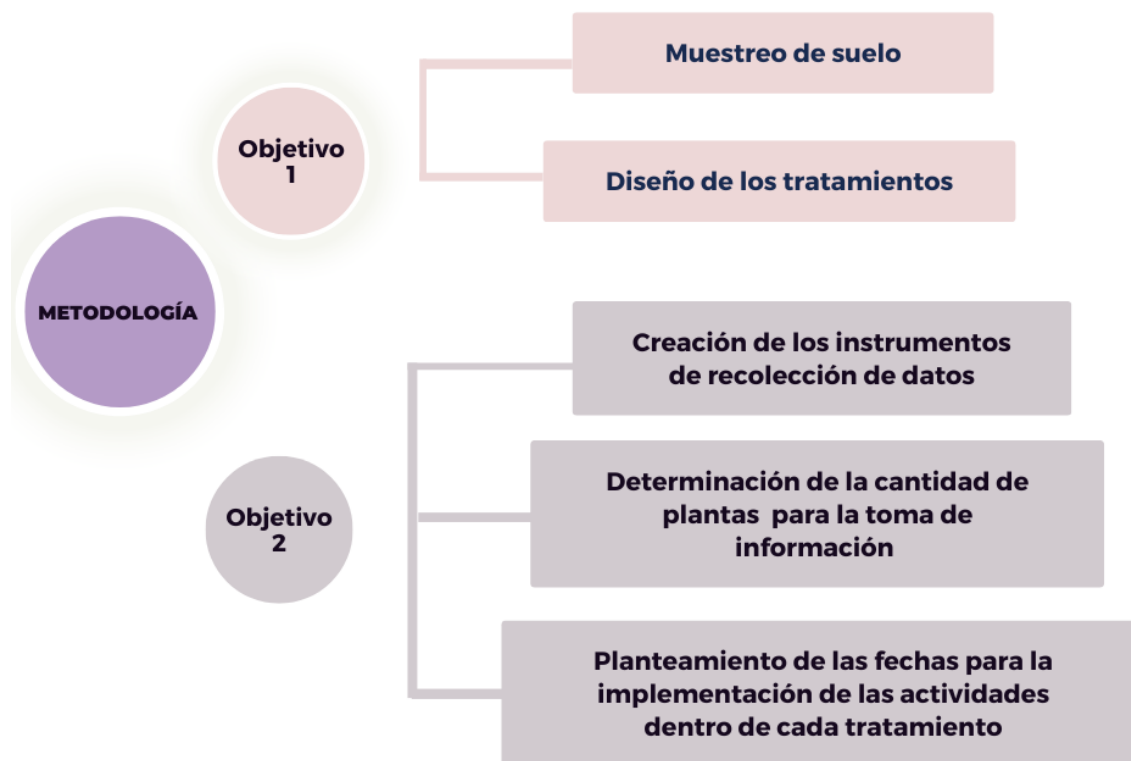 METODOLOGÍA
Objetivo
1
Muestreo de suelo
Diseño de los tratamientos
Objetivo
2
Creación de los instrumentos
de recolección de datos
Determinación de la cantidad de
plantas para la toma de
información
Planteamiento de las fechas para la
implementación de las actividades
dentro de cada tratamiento